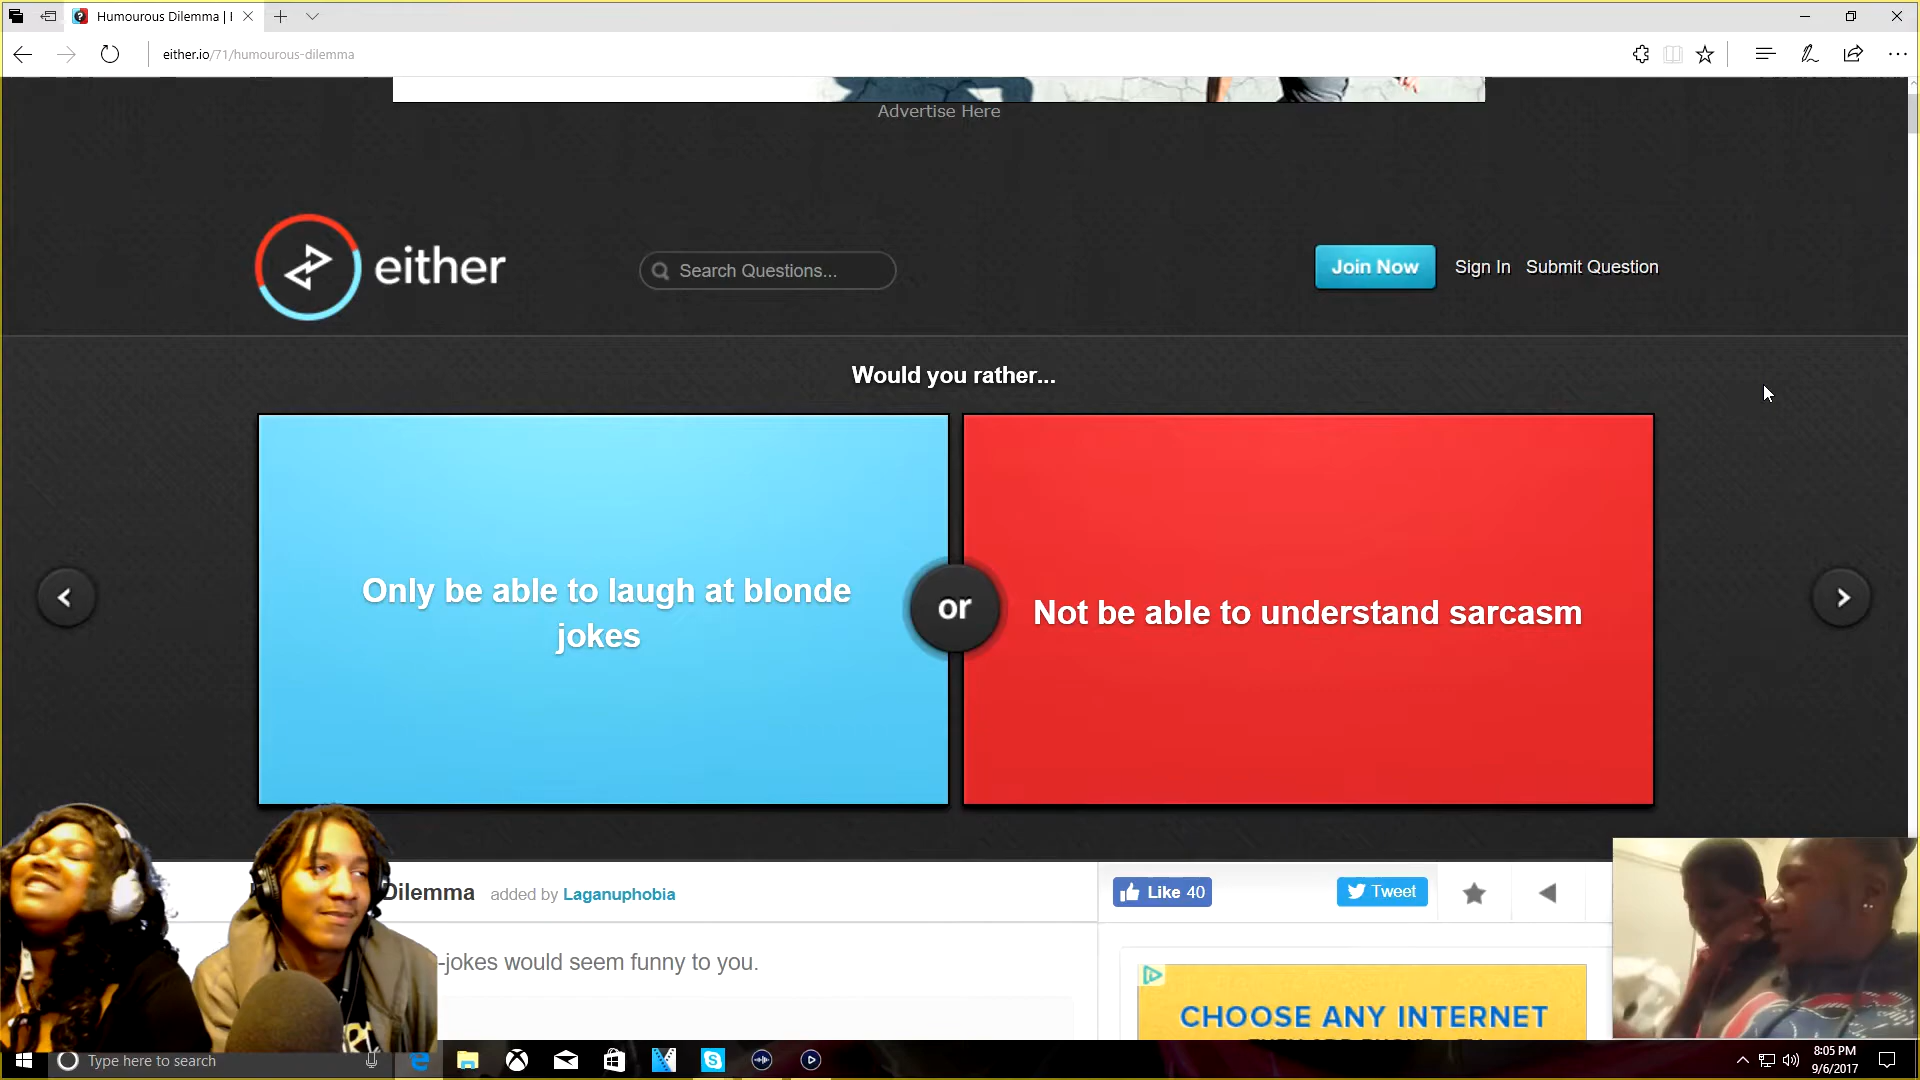 Humourous Dilemma |
either.io/71/humourous-dilemma
Advertise Here
either
Search Questions...
Join Now
Sign In
Submit Question
Would you rather...
Only be able to laugh at blonde
jokes
or
Not be able to understand sarcasm
Dilemma
added by Laganuphobia
Like 40
Tweet
-jokes would seem funny to you.
CHOOSE ANY INTERNET
Type here to search
8:05 PM
9/6/2017